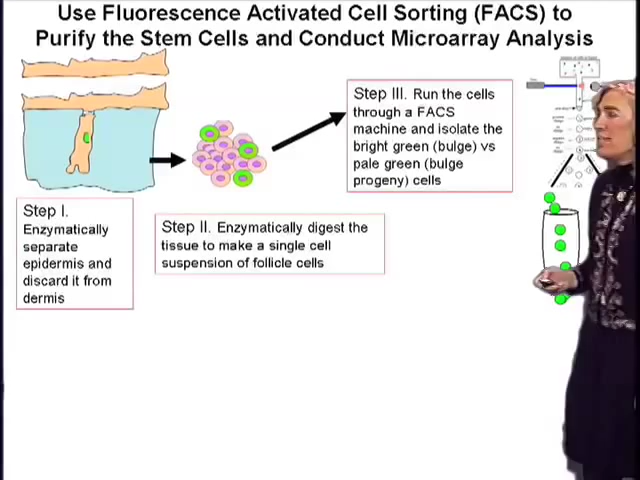 Use Fluorescence Activated Cell Sorting (FACS) to
Purify the Stem Cells and Conduct Microarray Analysis
Step III. Run the cells
through a FACS
machine and isolate the
bright green (bulge) vs
pale green (bulge
progeny) cells
Step I.
Enzymatically
separate
epidermis and
discard it from
dermis
Step II. Enzymatically digest the
tissue to make a single cell
suspension of follicle cells